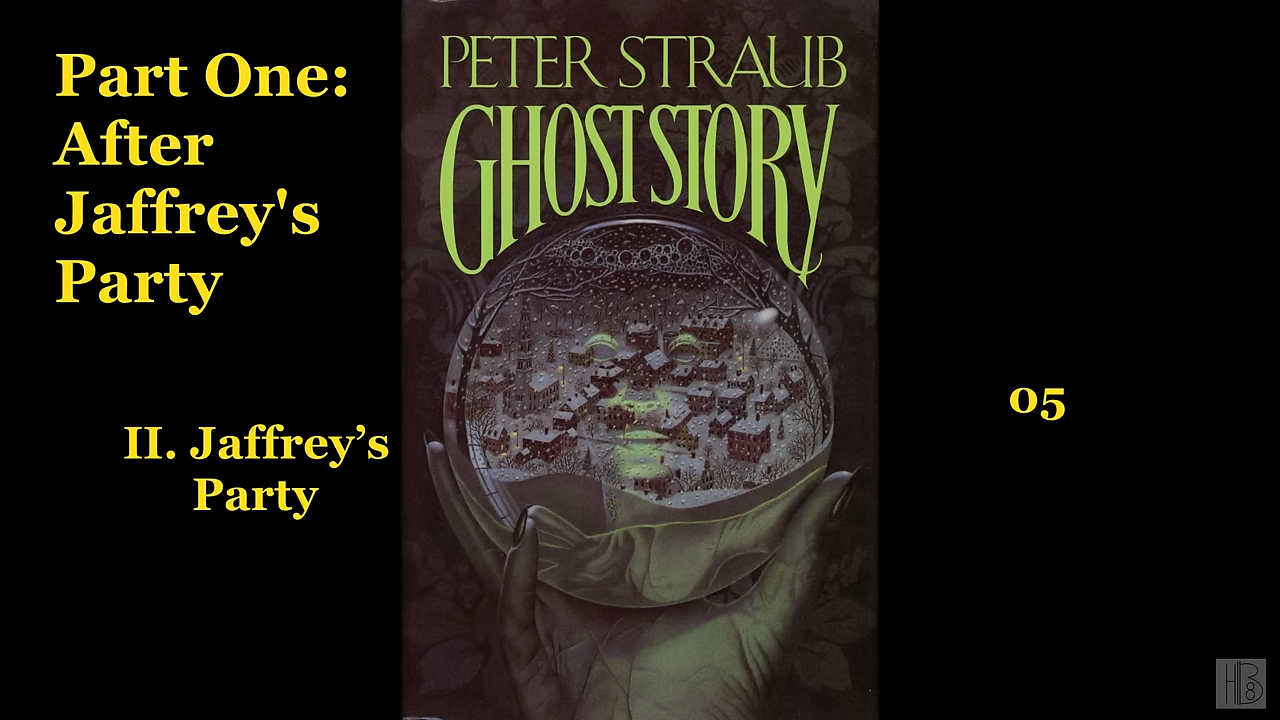 Part One:
After
Jaffrey's
Party
II. Jaffrey’s
Party
PETER STRAUB
GHOST STORY
05